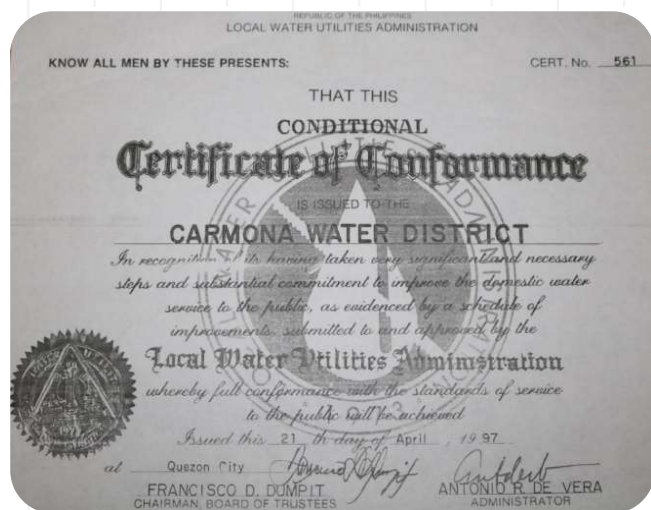 REPUBLIC OF THE PHILIPPINES
LOCAL WATER UTILITIES ADMINISTRATION
KNOW ALL MEN BY THESE PRESENTS:
CERT. No. 561
THAT THIS
CONDITIONAL
Certificate of Conformance
IS ISSUED TO THE
CARMONA WATER DISTRICT
In recognition of its having taken very significant and necessary
steps and substantial commitment to improve the domestic water
service to the public, as evidenced by a schedule of
improvements submitted to and approved by the
Local Water Utilities Administration
whereby full conformance with the standards of service
to the public will be achieved
Issued this 21 th day of April , 19 97
at Quezon City
FRANCISCO D. DUMPIT
CHAIRMAN, BOARD OF TRUSTEES
ANTONIO R. DE VERA
ADMINISTRATOR